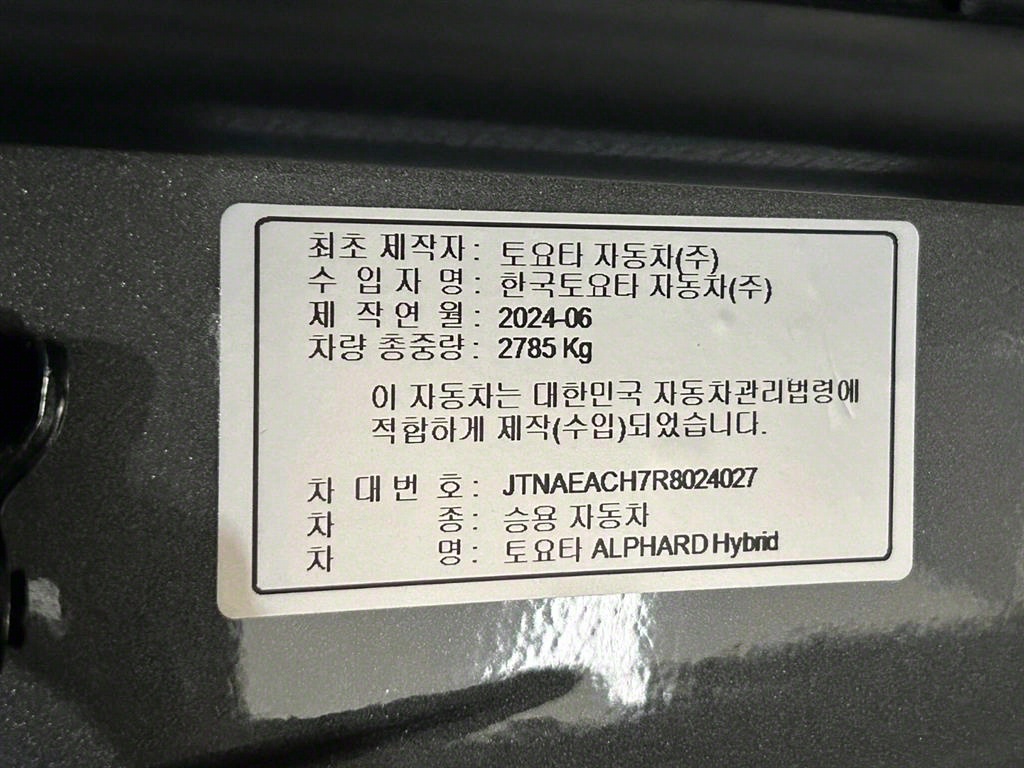 최초 제작자 : 토요타 자동차(주)
수 입 자 명 : 한국토요타 자동차(주)
제 작 연 월 : 2024-06
차량 총중량 : 2785 Kg
이 자동차는 대한민국 자동차관리법령에
적합하게 제작(수입)되었습니다.
차 대 번 호 : JTNAEACH7R8024027
차 종 : 승용 자동차
차 명 : 토요타 ALPHARD Hybrid